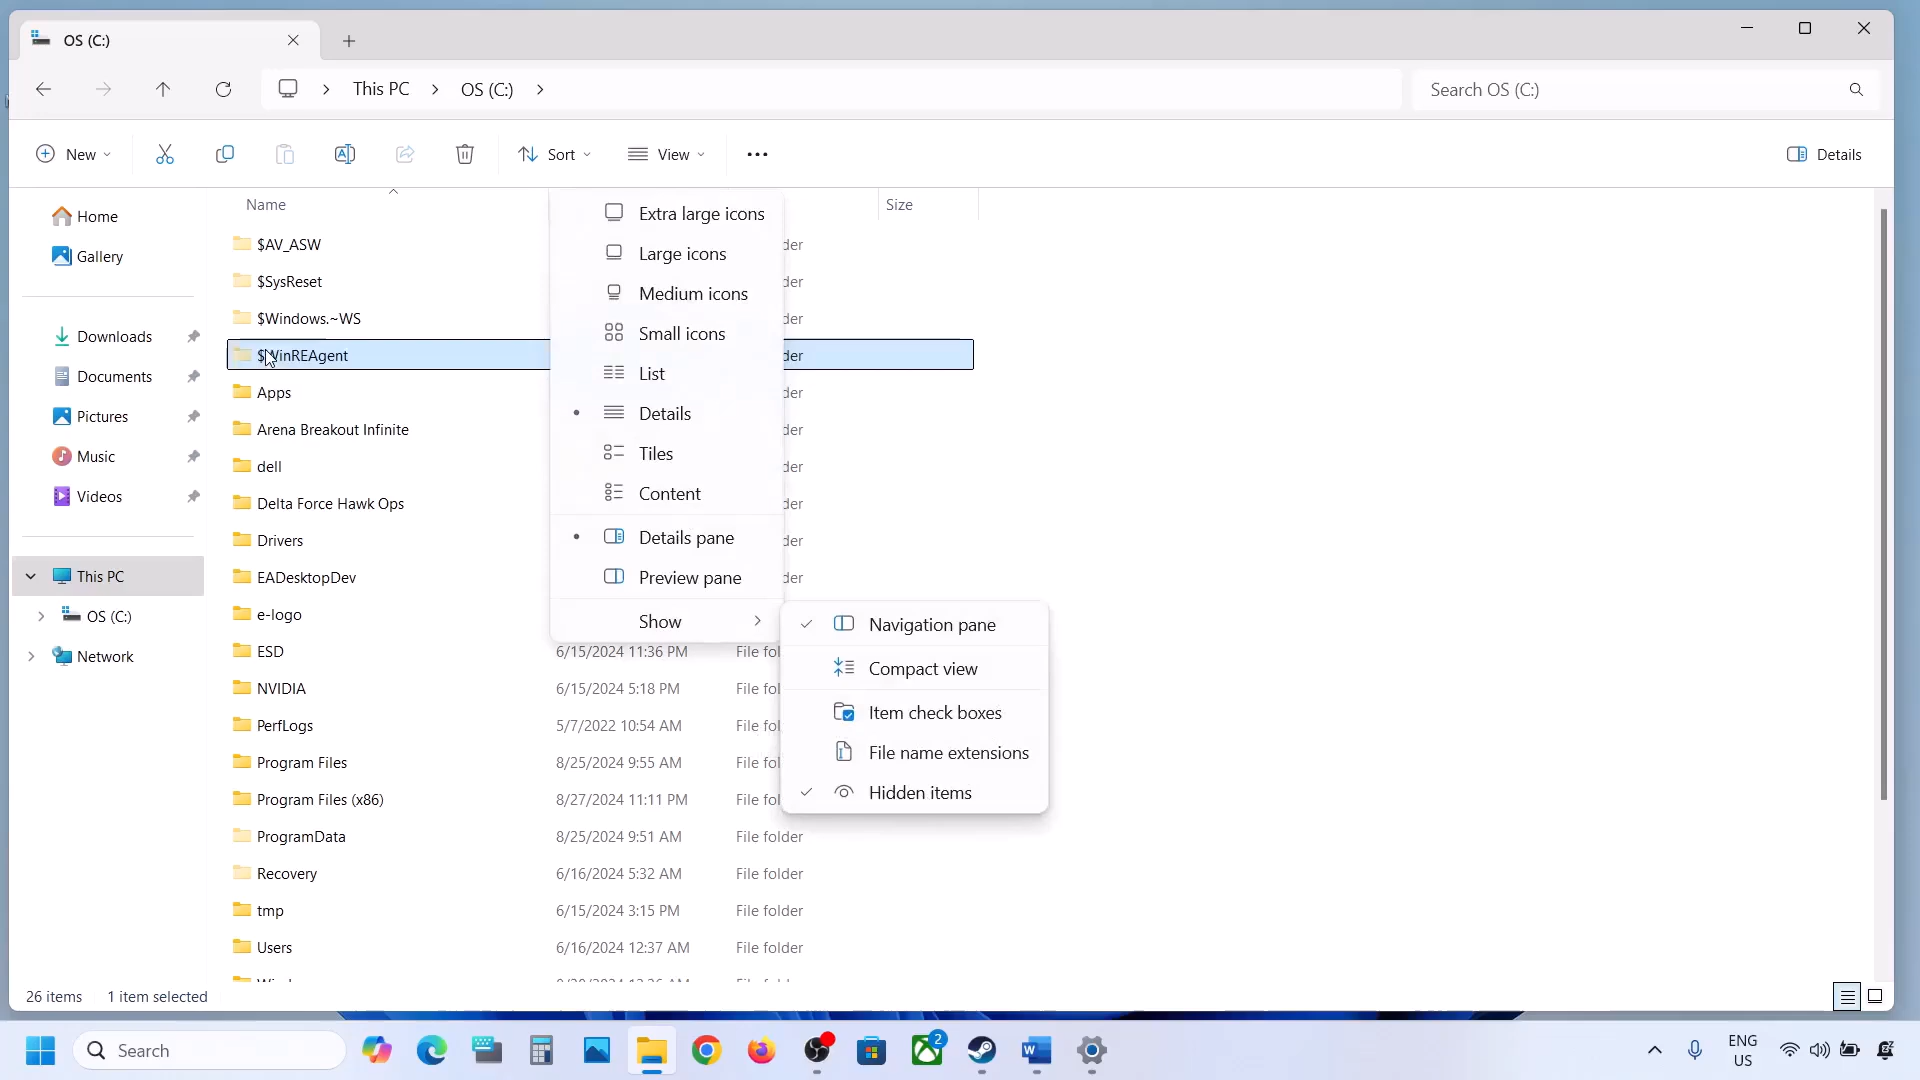 OS (C:)
This PC
OS (C:)
Search OS (C:)
New
Sort
View
Details
Name
Size
Home
Gallery
Downloads
Documents
Pictures
Music
Videos
This PC
OS (C:)
Network
$AV_ASW
$SysReset
$Windows.~WS
$WinREAgent
Apps
Arena Breakout Infinite
dell
Delta Force Hawk Ops
Drivers
EADesktopDev
e-logo
ESD 6/15/2024 11:36 PM File fol
NVIDIA 6/15/2024 5:18 PM File fol
PerfLogs 5/7/2022 10:54 AM File fol
Program Files 8/25/2024 9:55 AM File fol
Program Files (x86) 8/27/2024 11:11 PM File fol
ProgramData 8/25/2024 9:51 AM File folder
Recovery 6/16/2024 5:32 AM File folder
tmp 6/15/2024 3:15 PM File folder
Users 6/16/2024 12:37 AM File folder
Extra large icons
Large icons
Medium icons
Small icons
List
Details
Tiles
Content
Details pane
Preview pane
Show
Navigation pane
Compact view
Item check boxes
File name extensions
Hidden items
26 items 1 item selected
Search
2
ENG
US